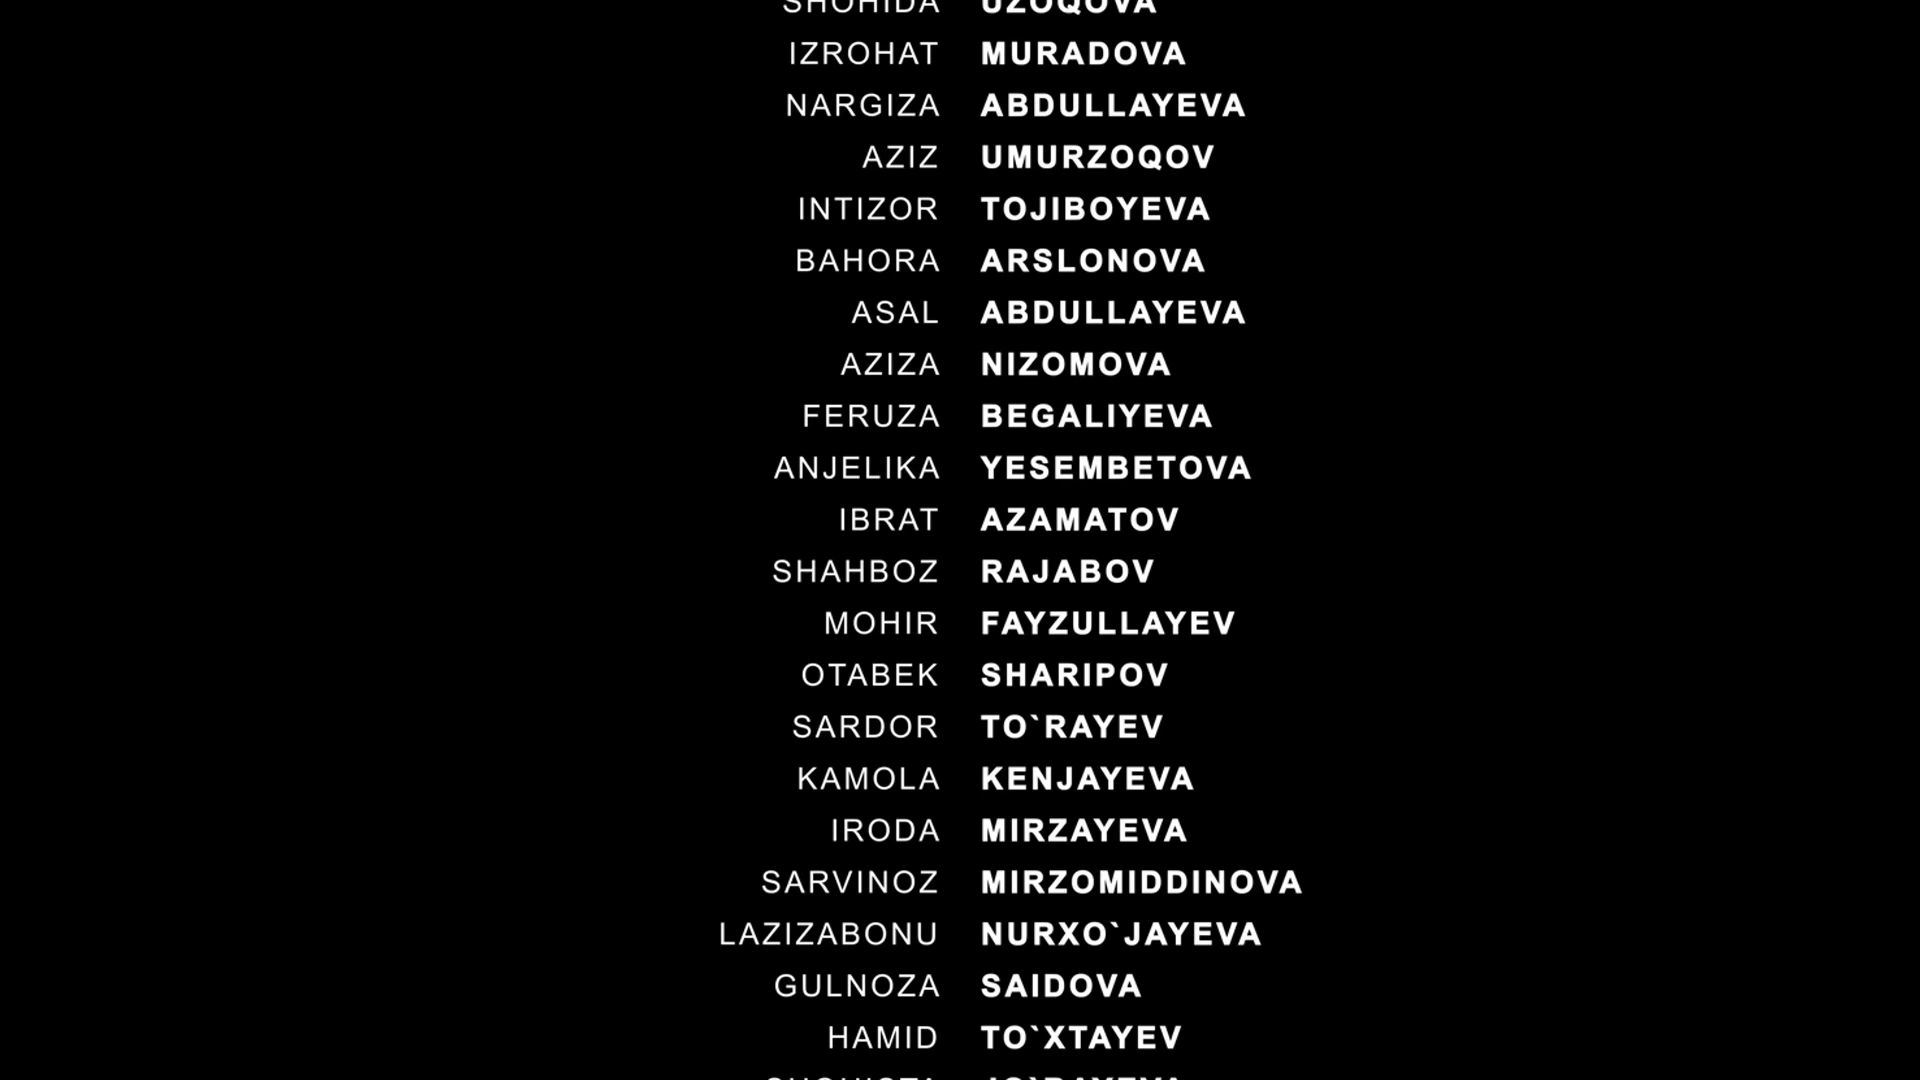 SHOHIDA UZOQOVA
IZROHAT MURADOVA
NARGIZA ABDULLAYEVA
AZIZ UMURZOQOV
INTIZOR TOJIBOYEVA
BAHORA ARSLONOVA
ASAL ABDULLAYEVA
AZIZA NIZOMOVA
FERUZA BEGALIYEVA
ANJELIKA YESEMBETOVA
IBRAT AZAMATOV
SHAHBOZ RAJABOV
MOHIR FAYZULLAYEV
OTABEK SHARIPOV
SARDOR TO`RAYEV
KAMOLA KENJAYEVA
IRODA MIRZAYEVA
SARVINOZ MIRZOMIDDINOVA
LAZIZABONU NURXO`JAYEVA
GULNOZA SAIDOVA
HAMID TO`XTAYEV